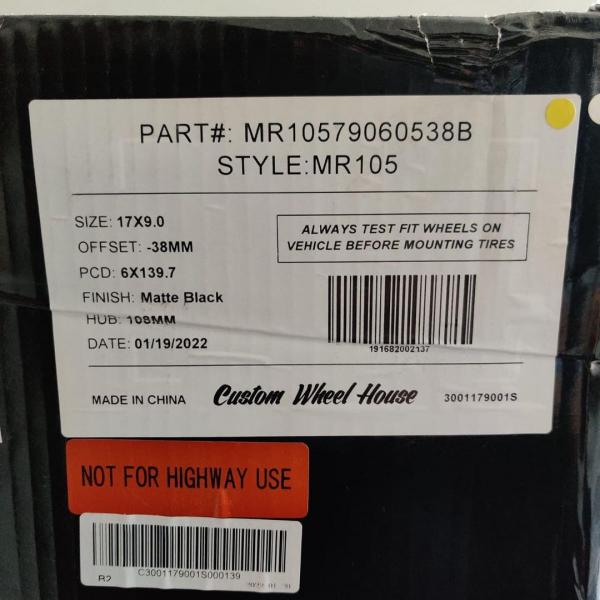 PART#: MR10579060538B
STYLE:MR105
SIZE: 17X9.0
OFFSET: -38MM
PCD: 6X139.7
FINISH: Matte Black
HUB: 108MM
DATE: 01/19/2022
ALWAYS TEST FIT WHEELS ON
VEHICLE BEFORE MOUNTING TIRES
191682002137
MADE IN CHINA
Custom Wheel House
3001179001S
NOT FOR HIGHWAY USE
C3001179001S000139
R2